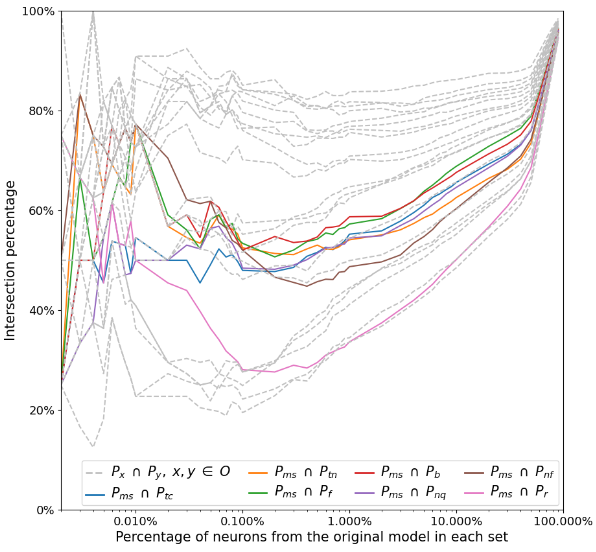 100%
80%
60%
40%
20%
0%
Intersection percentage
P_x ∩ P_y, x, y ∈ O
P_ms ∩ P_tc
P_ms ∩ P_tn
P_ms ∩ P_f
P_ms ∩ P_b
P_ms ∩ P_nq
P_ms ∩ P_nf
P_ms ∩ P_r
0.010% 0.100% 1.000% 10.000% 100.000%
Percentage of neurons from the original model in each set